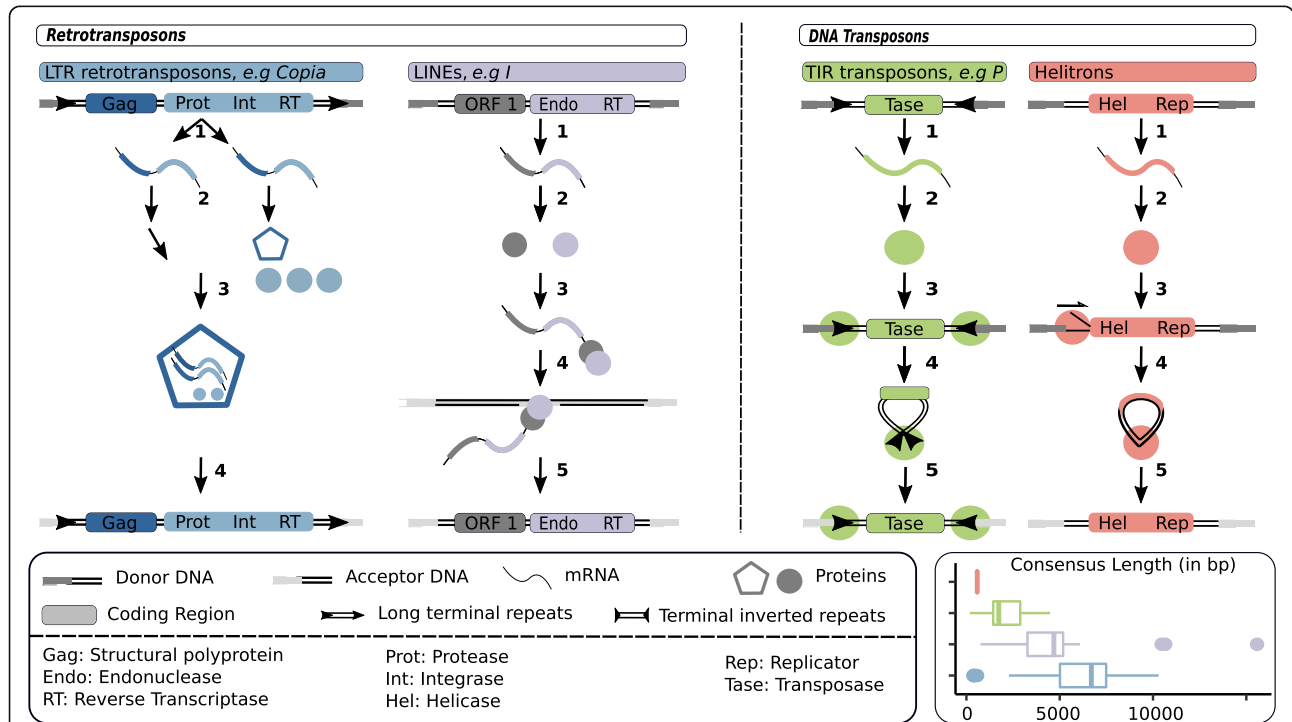 Retrotransposons
DNA Transposons
LTR retrotransposons, e.g Copia
LINEs, e.g I
TIR transposons, e.g P
Helitrons
Gag Prot Int RT
ORF 1 Endo RT
Tase
Hel Rep
1
1
1
1
2
2
2
2
3
3
3
3
Tase
Hel Rep
4
4
4
4
5
5
5
Gag Prot Int RT
ORF 1 Endo RT
Tase
Hel Rep
Donor DNA
Acceptor DNA
mRNA
Proteins
Coding Region
Long terminal repeats
Terminal inverted repeats
Gag: Structural polyprotein
Endo: Endonuclease
RT: Reverse Transcriptase
Prot: Protease
Int: Integrase
Hel: Helicase
Rep: Replicator
Tase: Transposase
Consensus Length (in bp)
0 5000 10000